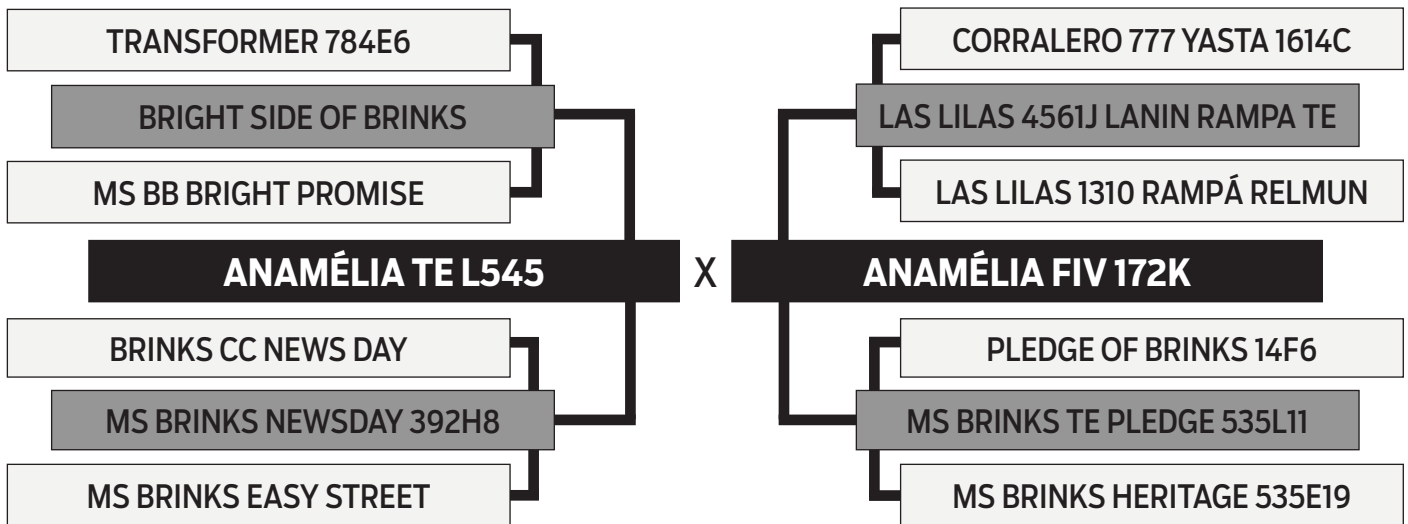 TRANSFORMER 784E6
BRIGHT SIDE OF BRINKS
MS BB BRIGHT PROMISE
ANAMÉLIA TE L545
BRINKS CC NEWS DAY
MS BRINKS NEWSDAY 392H8
MS BRINKS EASY STREET
X
CORRALERO 777 YASTA 1614C
LAS LILAS 4561J LANIN RAMPA TE
LAS LILAS 1310 RAMPÁ RELMUN
ANAMÉLIA FIV 172K
PLEDGE OF BRINKS 14F6
MS BRINKS TE PLEDGE 535L11
MS BRINKS HERITAGE 535E19